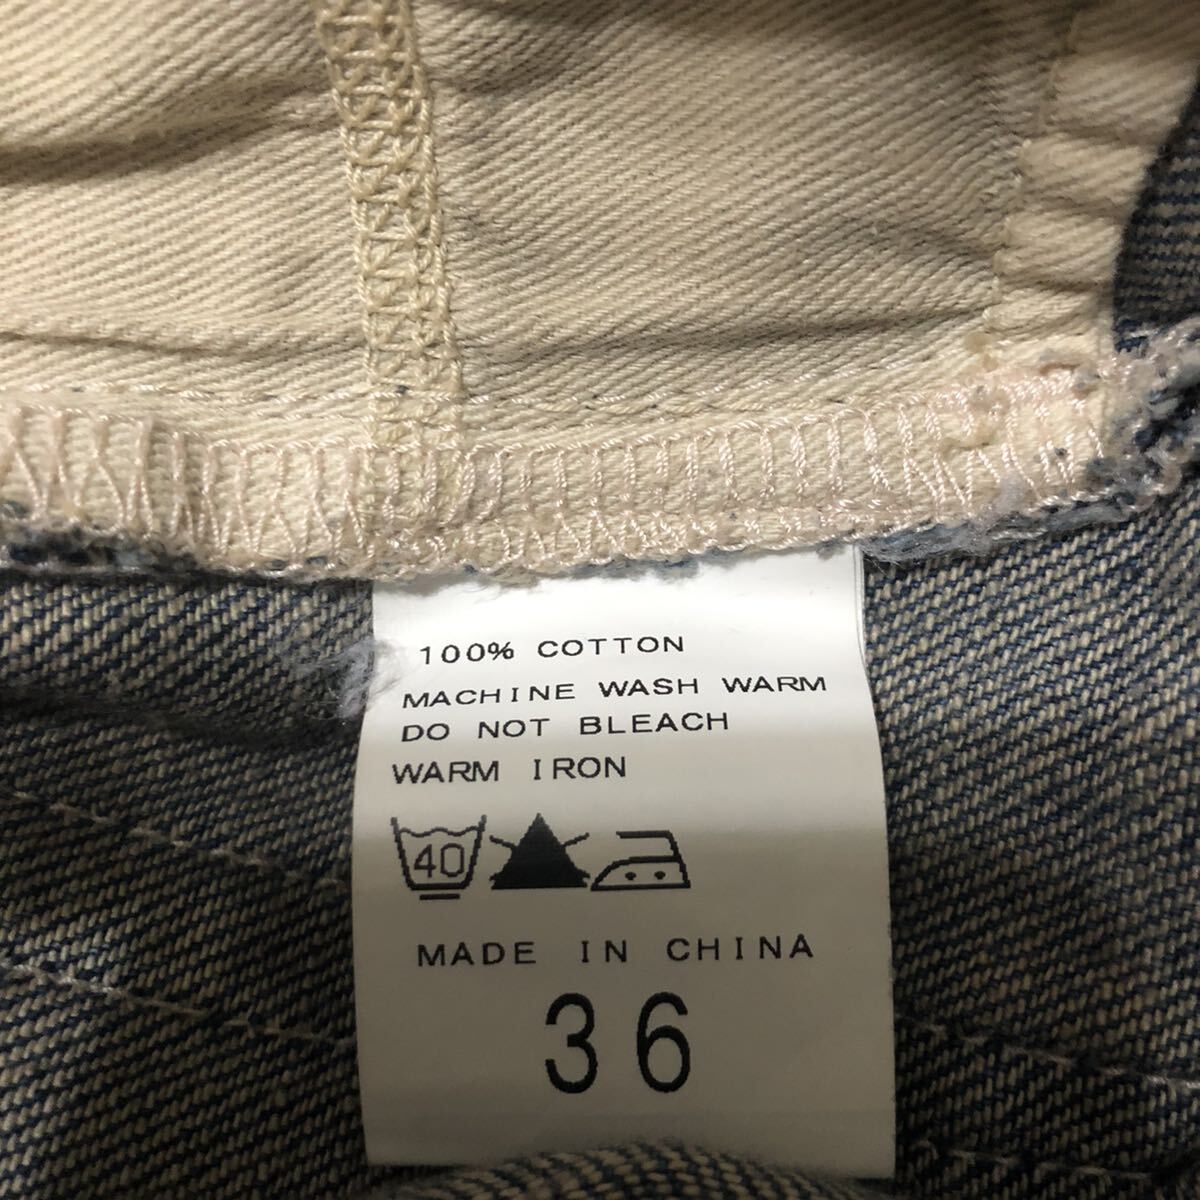 100% COTTON
MACHINE WASH WARM
DO NOT BLEACH
WARM IRON
40
MADE IN CHINA
36